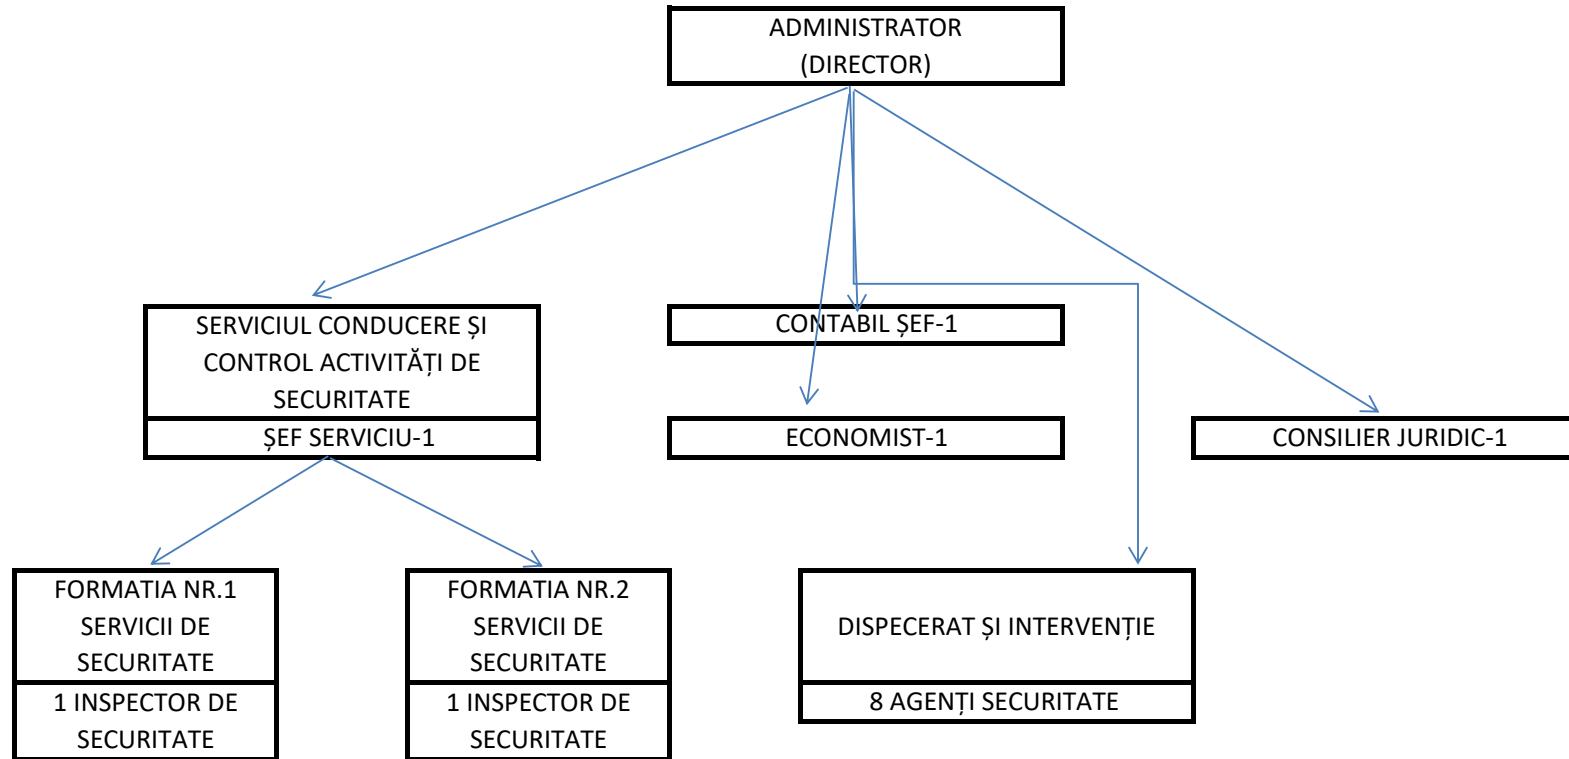 ADMINISTRATOR
(DIRECTOR)
SERVICIUL CONDUCERE ȘI
CONTROL ACTIVITĂȚI DE
SECURITATE
ȘEF SERVICIU-1
CONTABIL ȘEF-1
ECONOMIST-1
CONSILIER JURIDIC-1
FORMATIA NR.1
SERVICII DE
SECURITATE
1 INSPECTOR DE
SECURITATE
FORMATIA NR.2
SERVICII DE
SECURITATE
1 INSPECTOR DE
SECURITATE
DISPECERAT ȘI INTERVENȚIE
8 AGENȚI SECURITATE